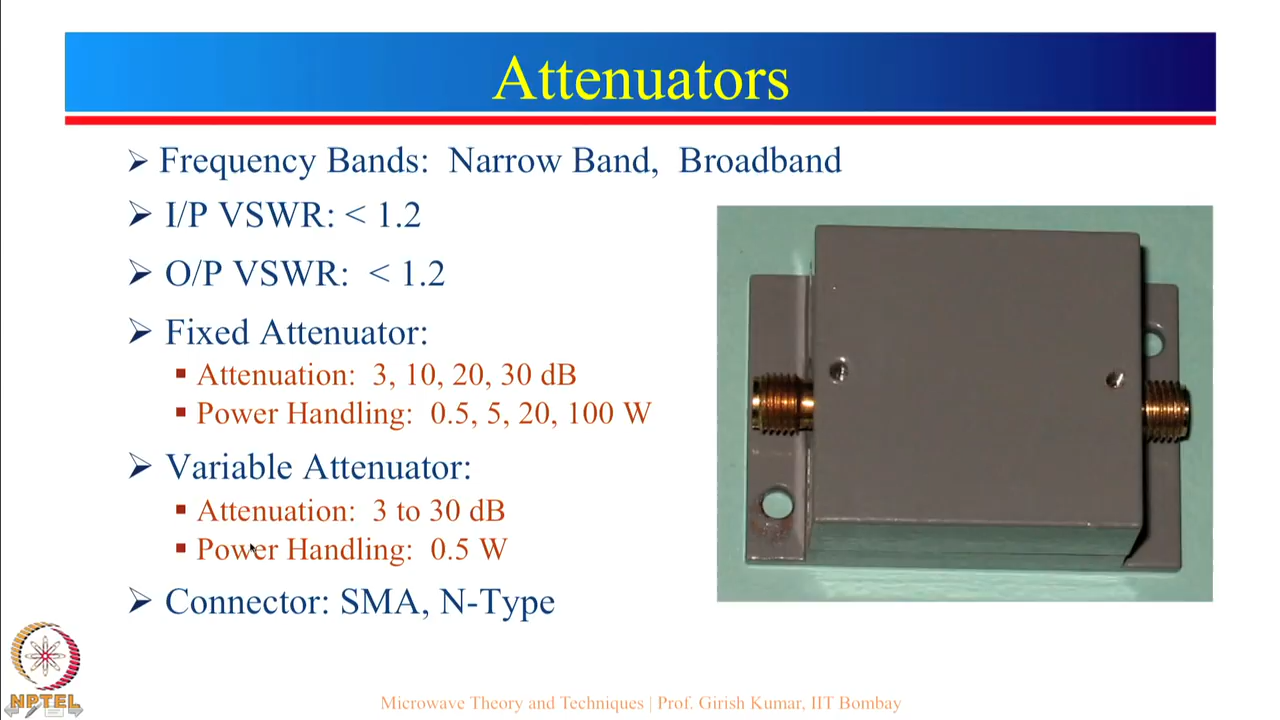 Attenuators
➢ Frequency Bands: Narrow Band, Broadband
➢ I/P VSWR: < 1.2
➢ O/P VSWR: < 1.2
➢ Fixed Attenuator:
▪ Attenuation: 3, 10, 20, 30 dB
▪ Power Handling: 0.5, 5, 20, 100 W
➢ Variable Attenuator:
▪ Attenuation: 3 to 30 dB
▪ Power Handling: 0.5 W
➢ Connector: SMA, N-Type
NPTEL
Microwave Theory and Techniques | Prof. Girish Kumar, IIT Bombay